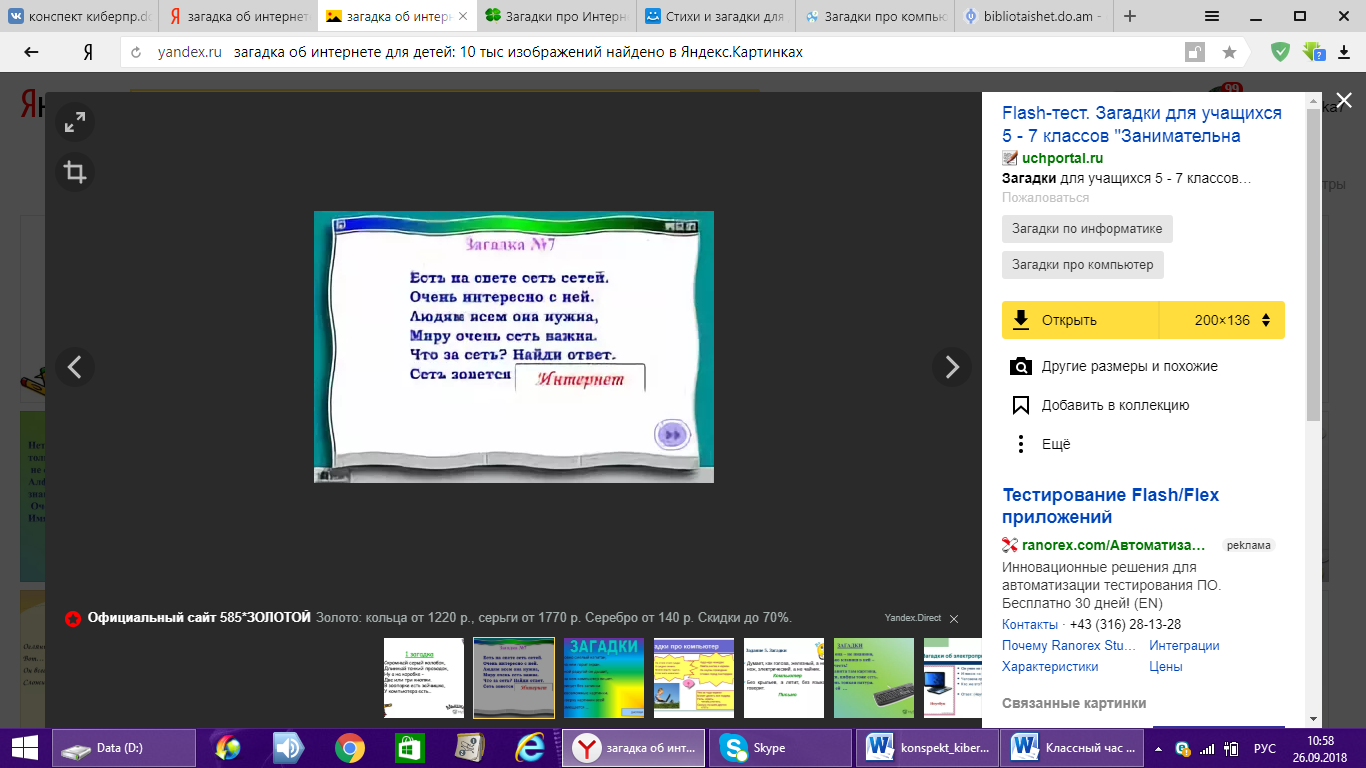 конспект киберпр.do
загадка об интернет
загадка об интерн
Загадки про Интерн
Стихи и загадки для
Загадки про компью
bibliotaishet.do.am -
Я
yandex.ru загадка об интернете для детей: 10 тыс изображений найдено в Яндекс.Картинках
99
Flash-тест. Загадки для учащихся
5 - 7 классов "Занимательна
uchportal.ru
Загадки для учащихся 5 - 7 классов...
Пожаловаться
Загадки по информатике
Загадки про компьютер
Открыть 200×136
Другие размеры и похожие
Добавить в коллекцию
Ещё
Тестирование Flash/Flex
приложений
ranorex.com/Автоматиза... реклама
Инновационные решения для
автоматизации тестирования ПО.
Бесплатно 30 дней! (EN)
Контакты · +43 (316) 28-13-28
Почему Ranorex Stu... Интеграции
Характеристики Цены
Связанные картинки
Загадка №7
Есть на свете сеть сетей.
Очень интересно с ней.
Людям всем она нужна,
Миру очень сеть важна.
Что за сеть? Найди ответ.
Сеть зовется Интернет
Официальный сайт 585*ЗОЛОТОЙ Золото: кольца от 1220 р., серьги от 1770 р. Серебро от 140 р. Скидки до 70%.
Yandex.Direct
1 загадка
ЗАГАДКИ
Data (D:)
загадка об инт...
Skype
konspekt_kiber...
Классный час ...
РУС
10:58
26.09.2018